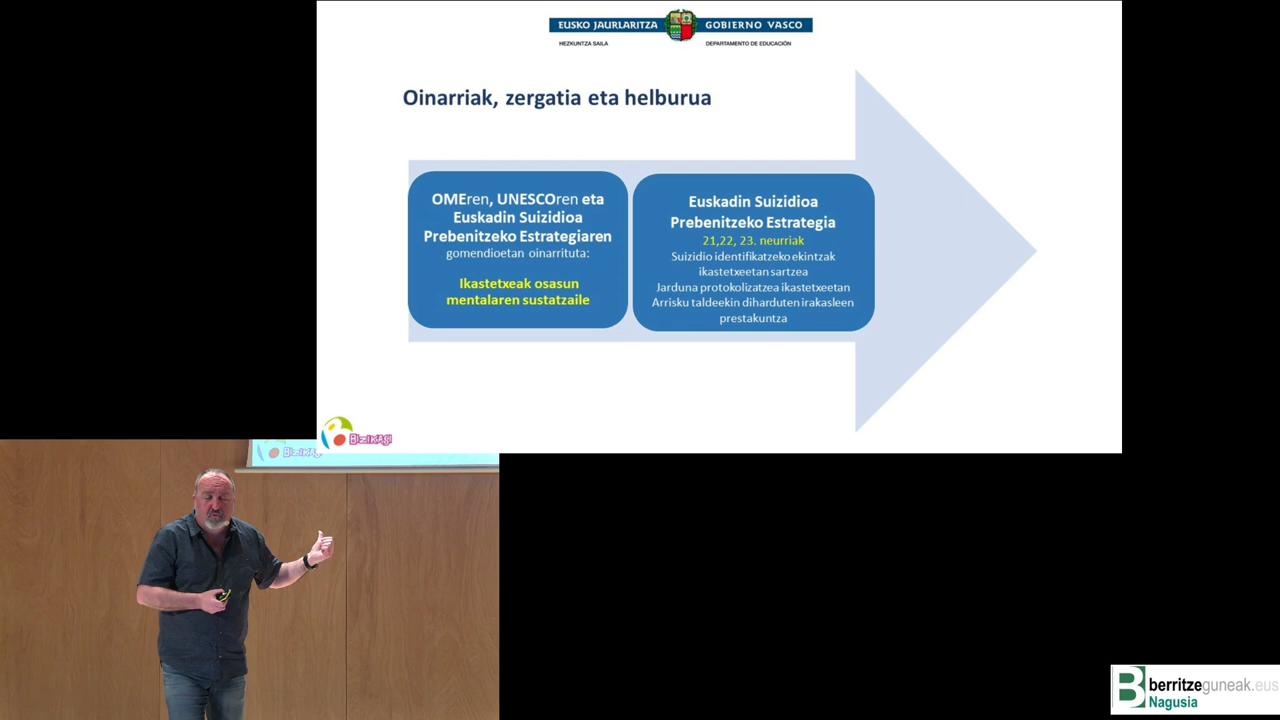 EUSKO JAURLARITZA
GOBIERNO VASCO
HEZKUNTZA SAILA
DEPARTAMENTO DE EDUCACIÓN
Oinarriak, zergatia eta helburua
OMEren, UNESCOren eta
Euskadin Suizidioa
Prebenitzeko Estrategiaren
gomendioetan oinarrituta:
Ikastetxeak osasun
mentalaren sustatzaile
Euskadin Suizidioa
Prebenitzeko Estrategia
21,22, 23. neurriak
Suizidio identifikatzeko ekintzak
ikastetxeetan sartzea
Jarduna protokolizatzea ikastetxeetan
Arrisku taldeekin diharduten irakasleen
prestakuntza
BIZIKASI
BIZIKASI
berritzeguneak.eus
Nagusia